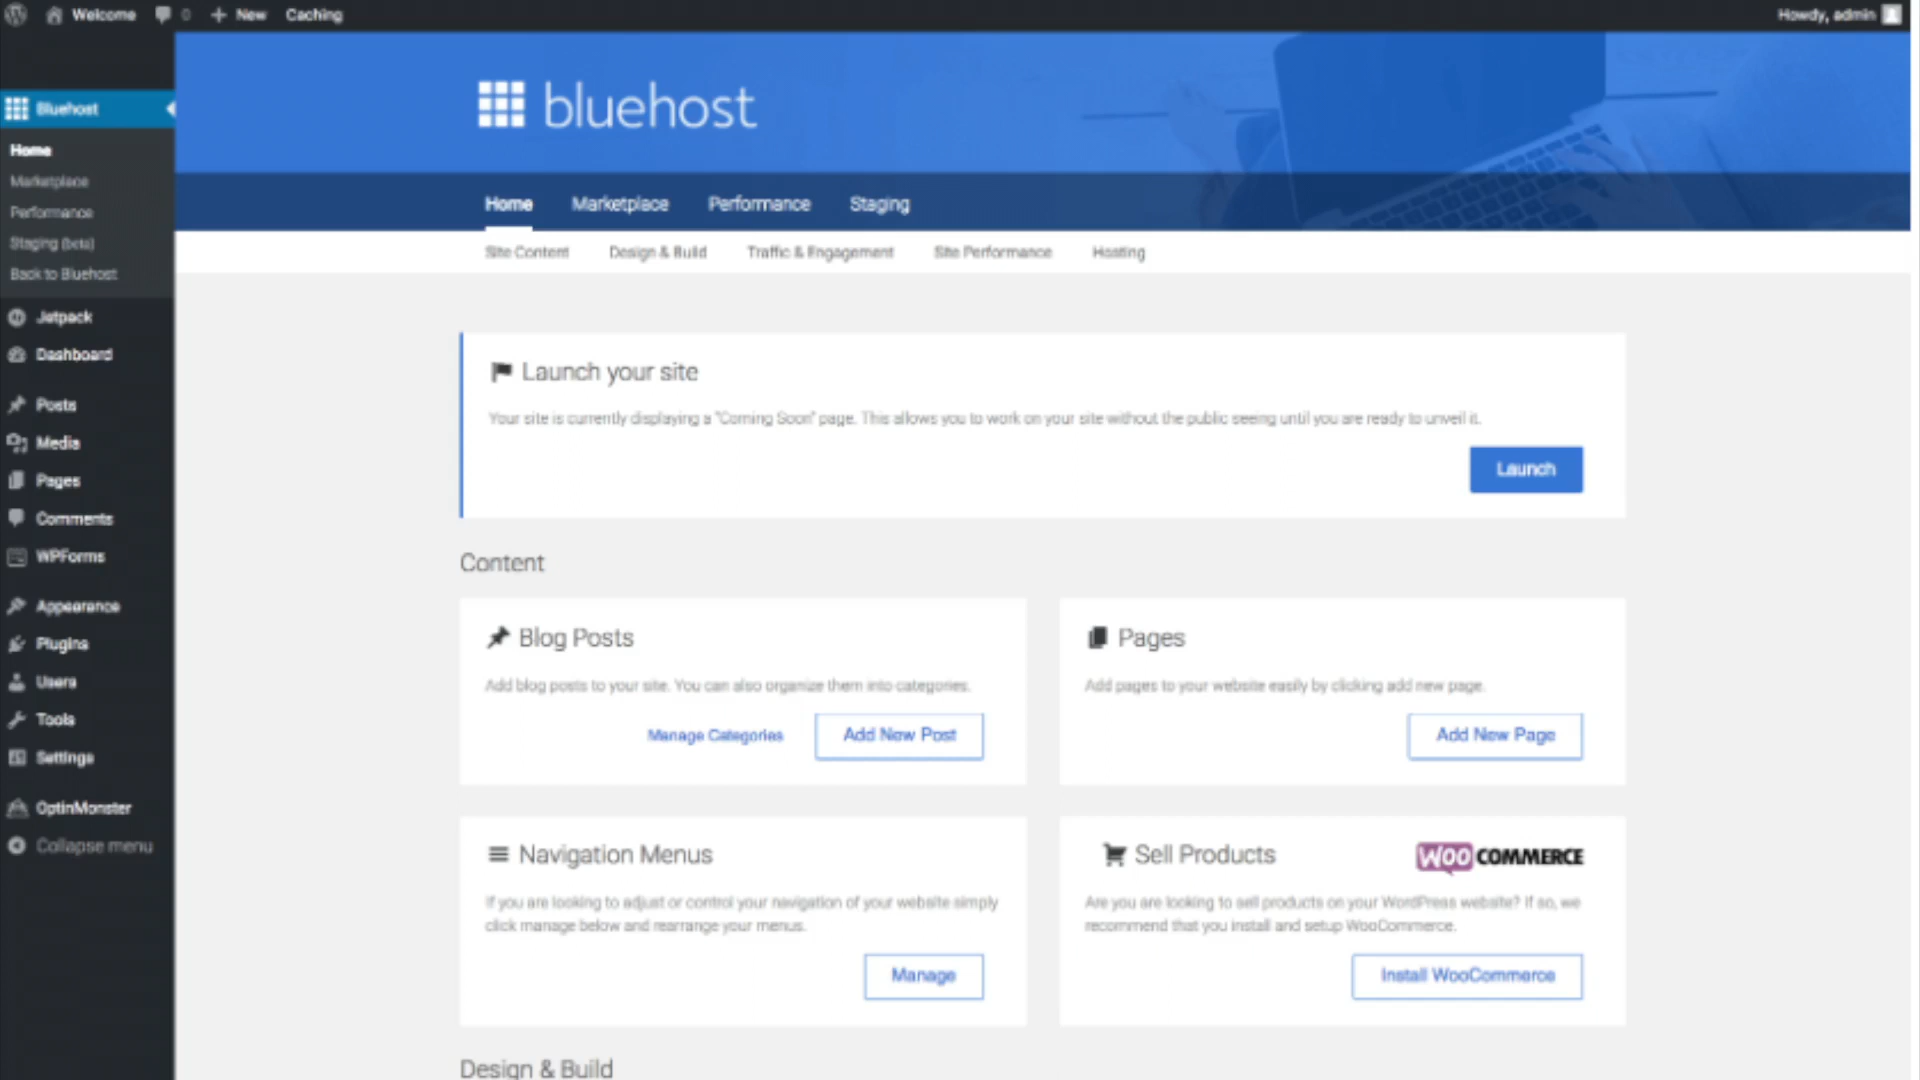 Welcome 0 New Caching Howdy, admin
Bluehost
Home
Marketplace
Performance
Staging (beta)
Back to Bluehost
Jetpack
Dashboard
Posts
Media
Pages
Comments
WPForms
Appearance
Plugins
Users
Tools
Settings
OptinMonster
Collapse menu
bluehost
Home Marketplace Performance Staging
Site Content Design & Build Traffic & Engagement Site Performance Hosting
Launch your site
Your site is currently displaying a "Coming Soon" page. This allows you to work on your site without the public seeing until you are ready to unveil it.
Launch
Content
Blog Posts
Add blog posts to your site. You can also organize them into categories.
Manage Categories Add New Post
Pages
Add pages to your website easily by clicking add new page.
Add New Page
Navigation Menus
If you are looking to adjust or control your navigation of your website simply
click manage below and rearrange your menus.
Manage
Sell Products WOO COMMERCE
Are you are looking to sell products on your WordPress website? If so, we
recommend that you install and setup WooCommerce.
Install WooCommerce
Design & Build